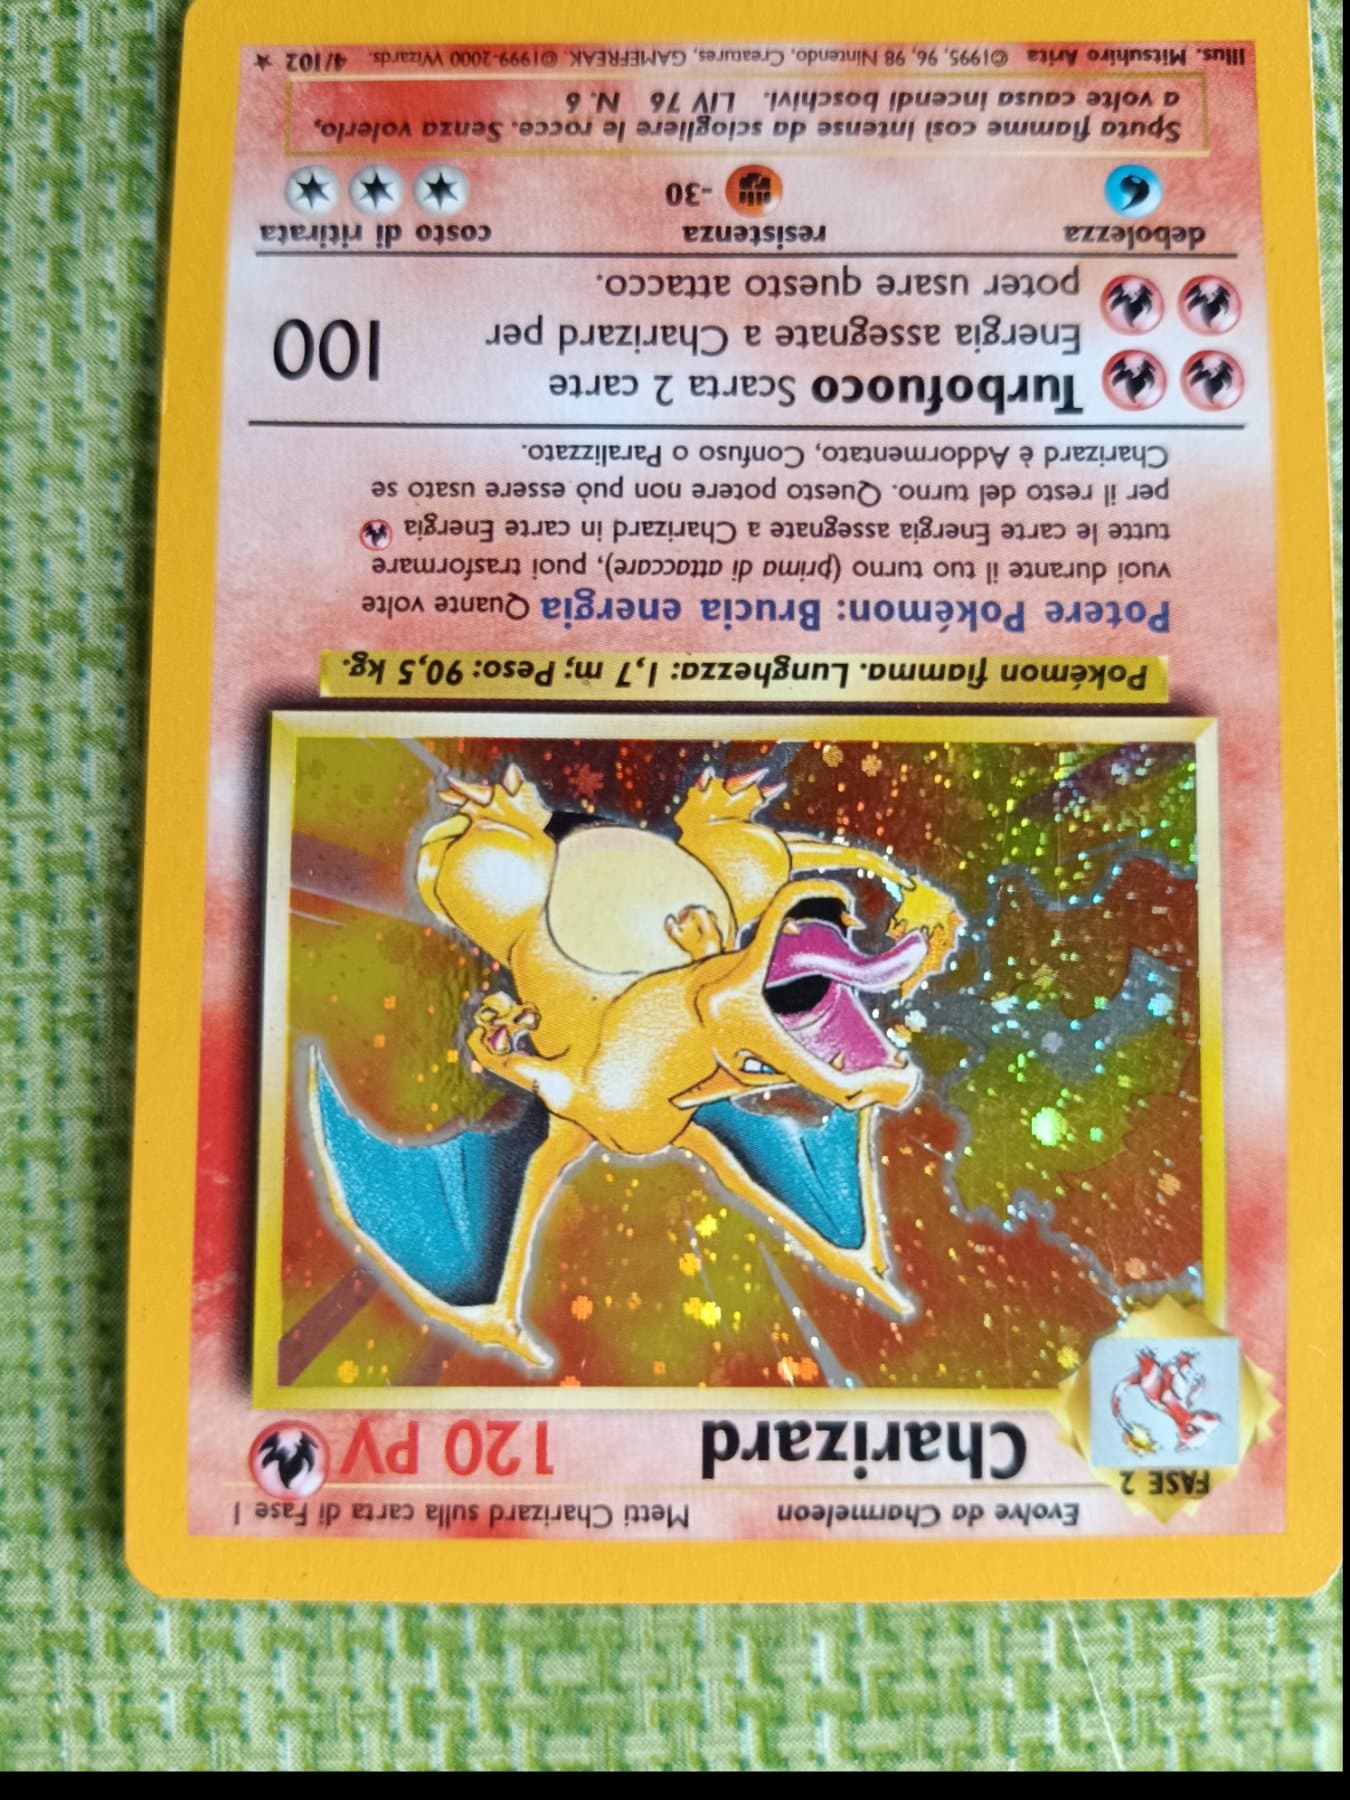 Evolve da Charmeleon Metti Charizard sulla carta di Fase 1
FASE 2
Charizard 120 PV
Pokémon fiamma. Lunghezza: 1,7 m; Peso: 90,5 kg.
Potere Pokémon: Brucia energia Quante volte
vuoi durante il tuo turno (prima di attaccare), puoi trasformare
tutte le carte Energia assegnate a Charizard in carte Energia
per il resto del turno. Questo potere non può essere usato se
Charizard è Addormentato, Confuso o Paralizzato.
Turbofuoco Scarta 2 carte
Energia assegnate a Charizard per
poter usare questo attacco.
100
debolezza resistenza costo di ritirata
-30
Sputa fiamme così intense da sciogliere le rocce. Senza volerlo,
a volte causa incendi boschivi. LIV 76 N. 6
Illus. Mitsuhiro Arita ©1995, 96, 98 Nintendo, Creatures, GAMEFREAK. ©1999-2000 Wizards. 4/102 ★